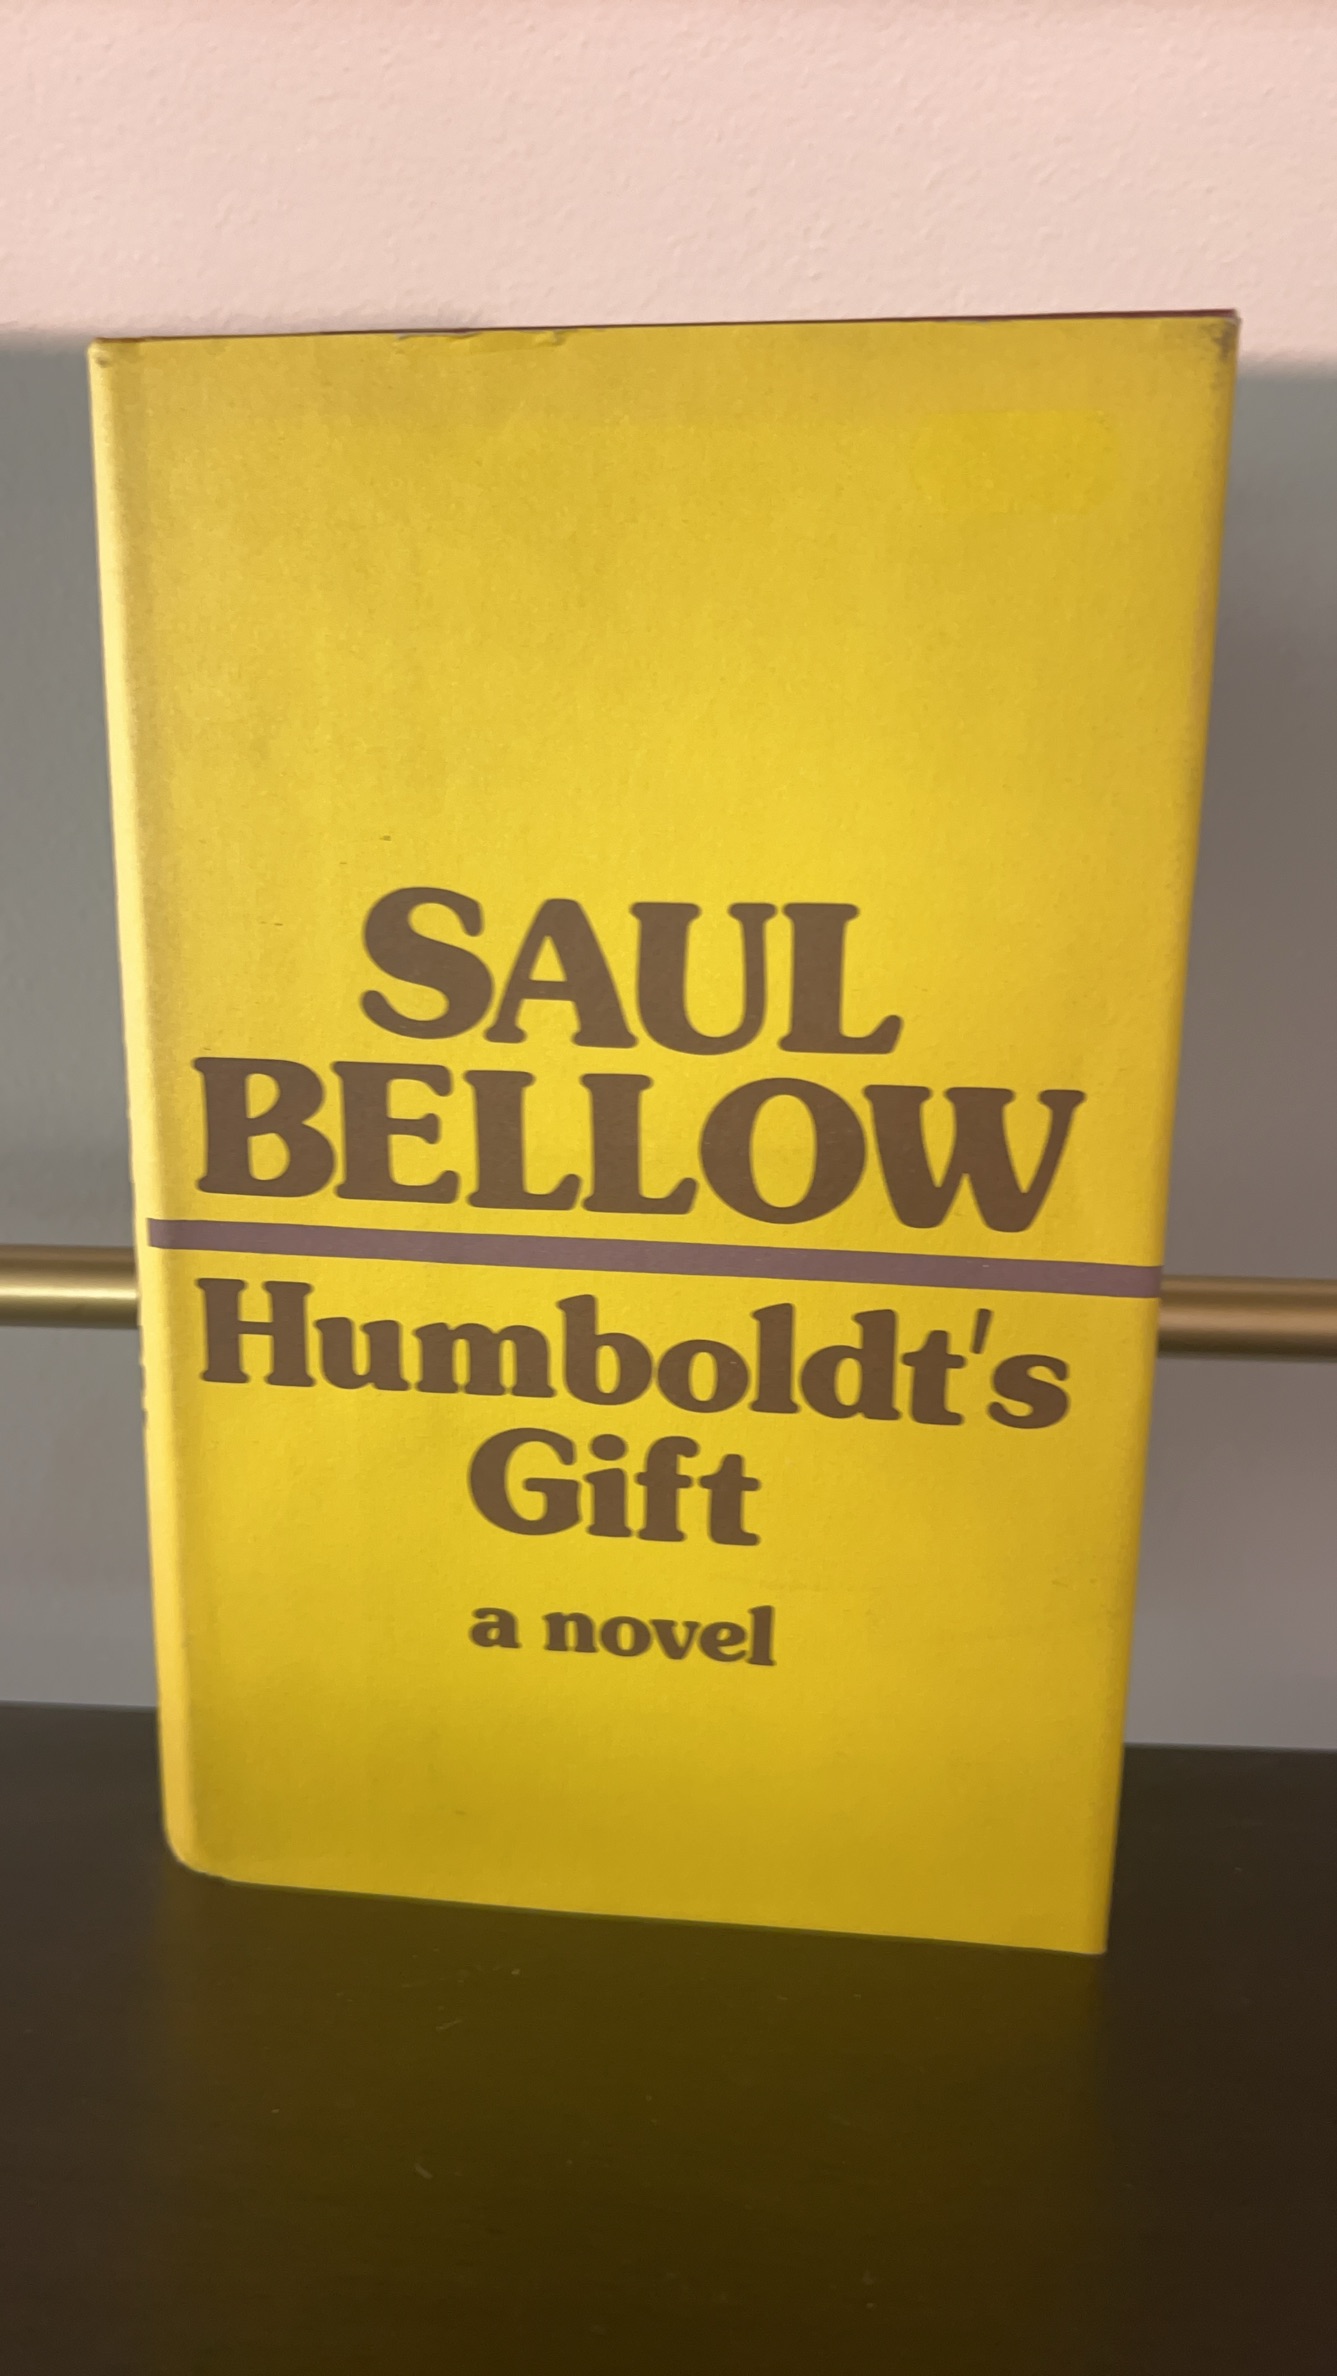 SAUL
BELLOW
Humboldt's
Gift
a novel